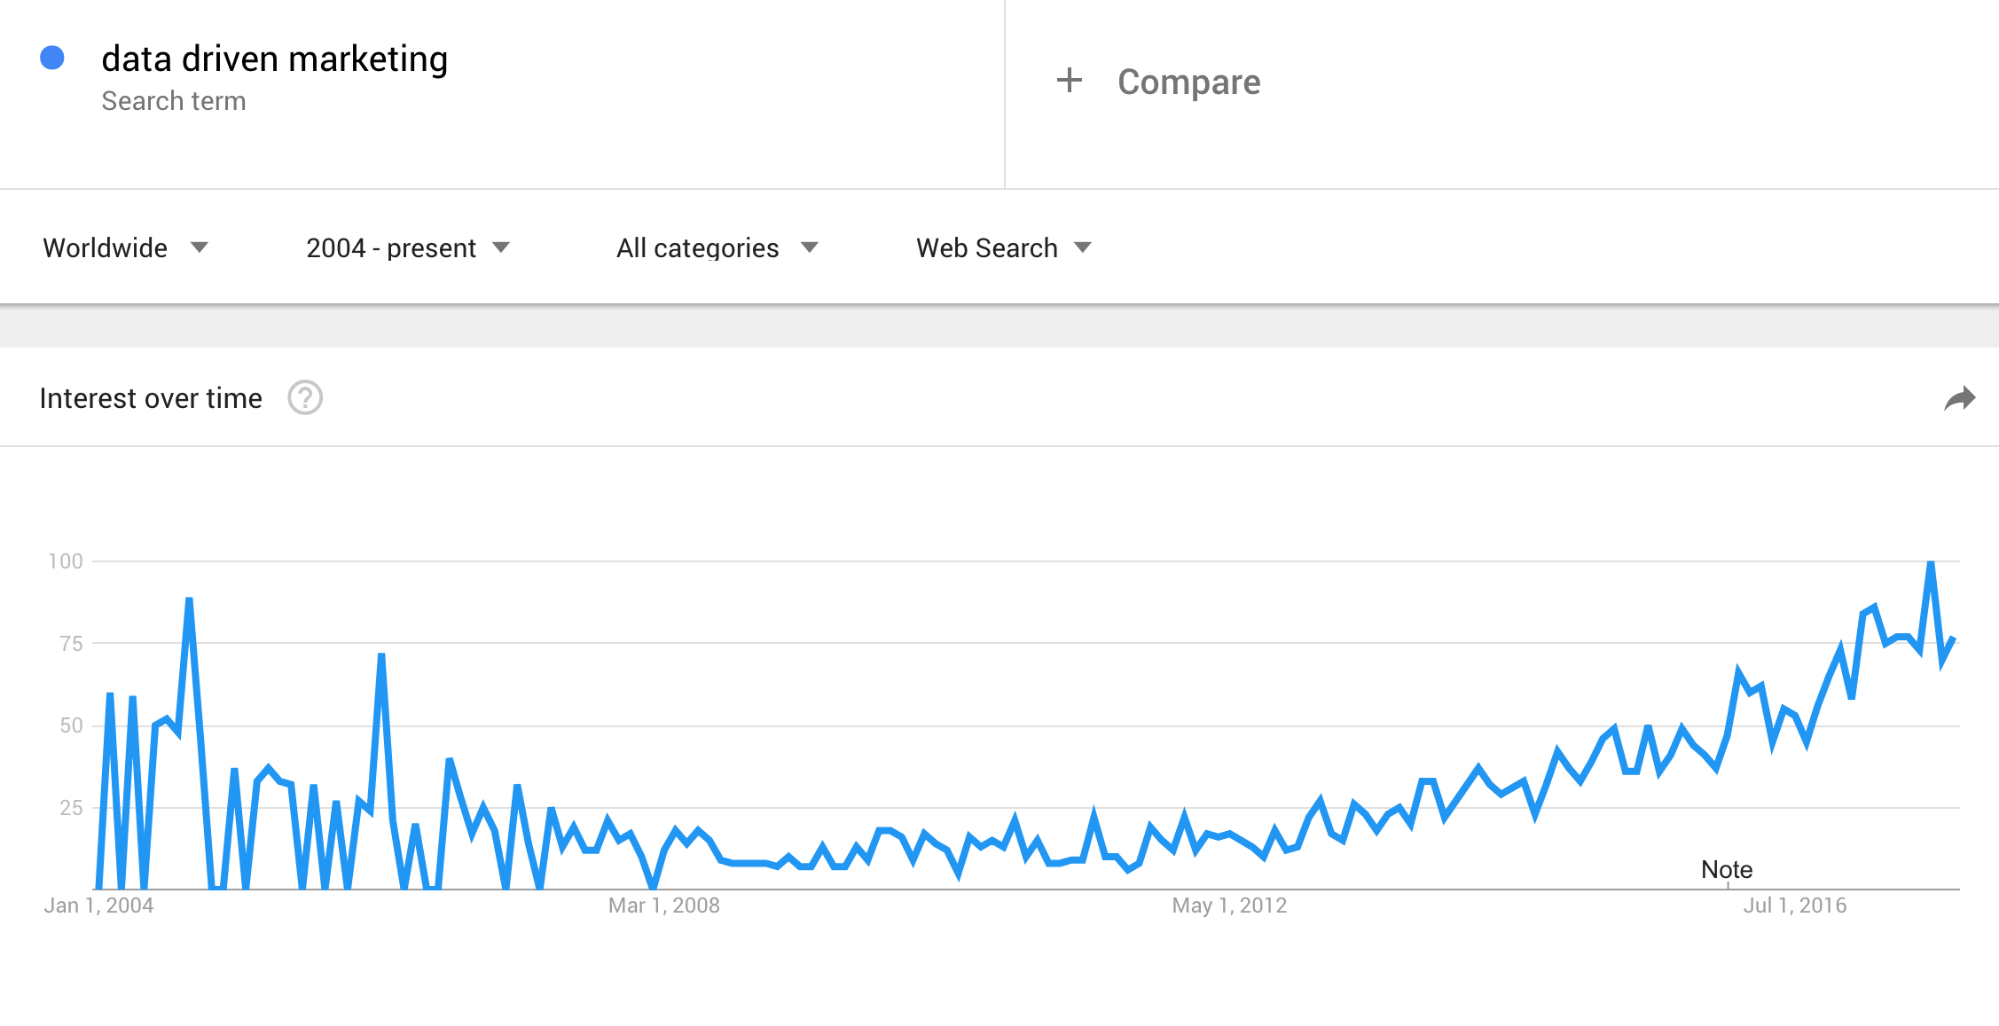 data driven marketing
Search term
+ Compare
Worldwide 2004 - present All categories Web Search
Interest over time ?
100
75
50
25
Note
Jan 1, 2004 Mar 1, 2008 May 1, 2012 Jul 1, 2016